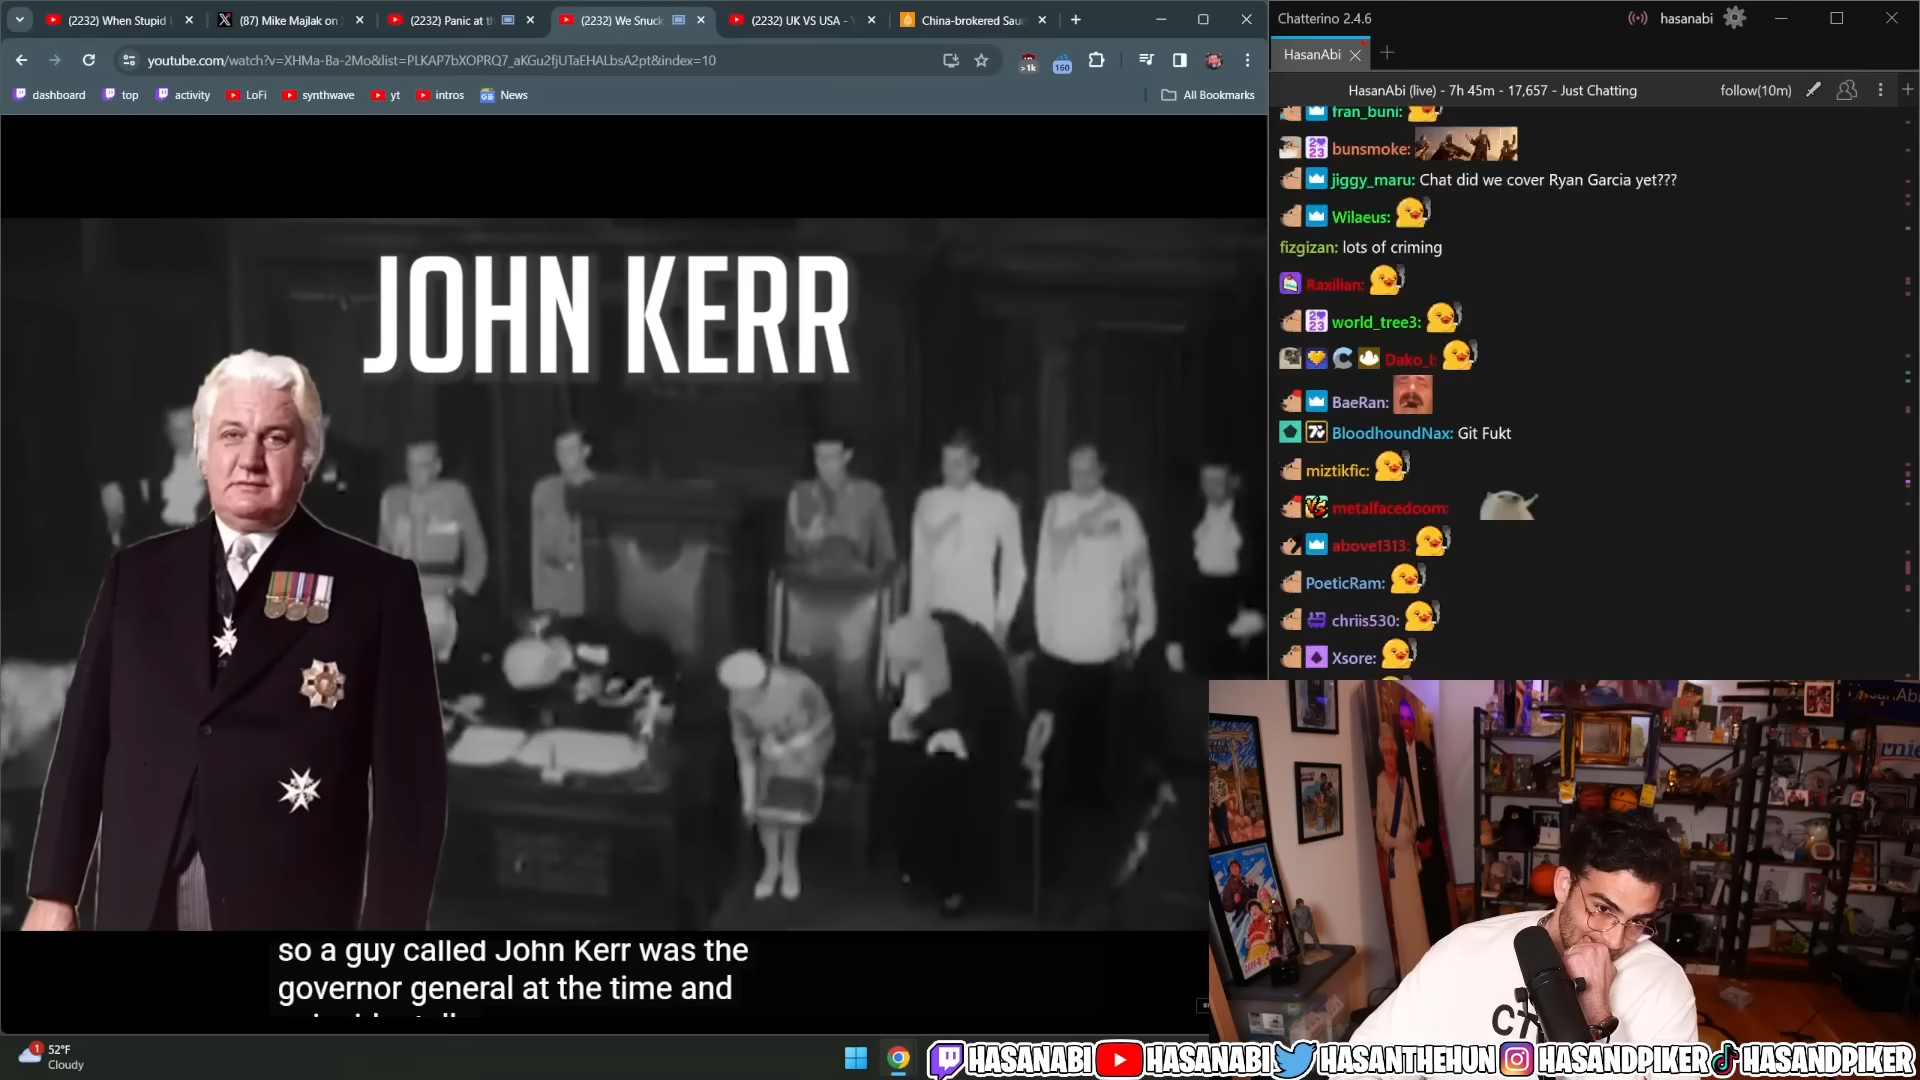 (2232) When Stupid
(87) Mike Majlak on
(2232) Panic at th
(2232) We Snuck
(2232) UK VS USA -
China-brokered Sau
Chatterino 2.4.6
hasanabi
youtube.com/watch?v=XHMa-Ba-2Mo&list=PLKAP7bXOPRQ7_aKGu2fjUTaEHALbsA2pt&index=10
>1k
160
HasanAbi
dashboard
top
activity
LoFi
synthwave
yt
intros
News
All Bookmarks
HasanAbi (live) - 7h 45m - 17,657 - Just Chatting
follow(10m)
fran_buni:
bunsmoke:
jiggy_maru: Chat did we cover Ryan Garcia yet???
Wilaeus:
fizgizan: lots of criming
Raxilian:
world_tree3:
Dako_I:
BaeRan:
BloodhoundNax: Git Fukt
miztikfic:
metalfacedoom:
above1313:
PoeticRam:
chriis530:
Xsore:
JOHN KERR
so a guy called John Kerr was the
governor general at the time and
1
52°F
Cloudy
HASANABI
HASANABI
HASANTHEHUN
HASANDPIKER
HASANDPIKER